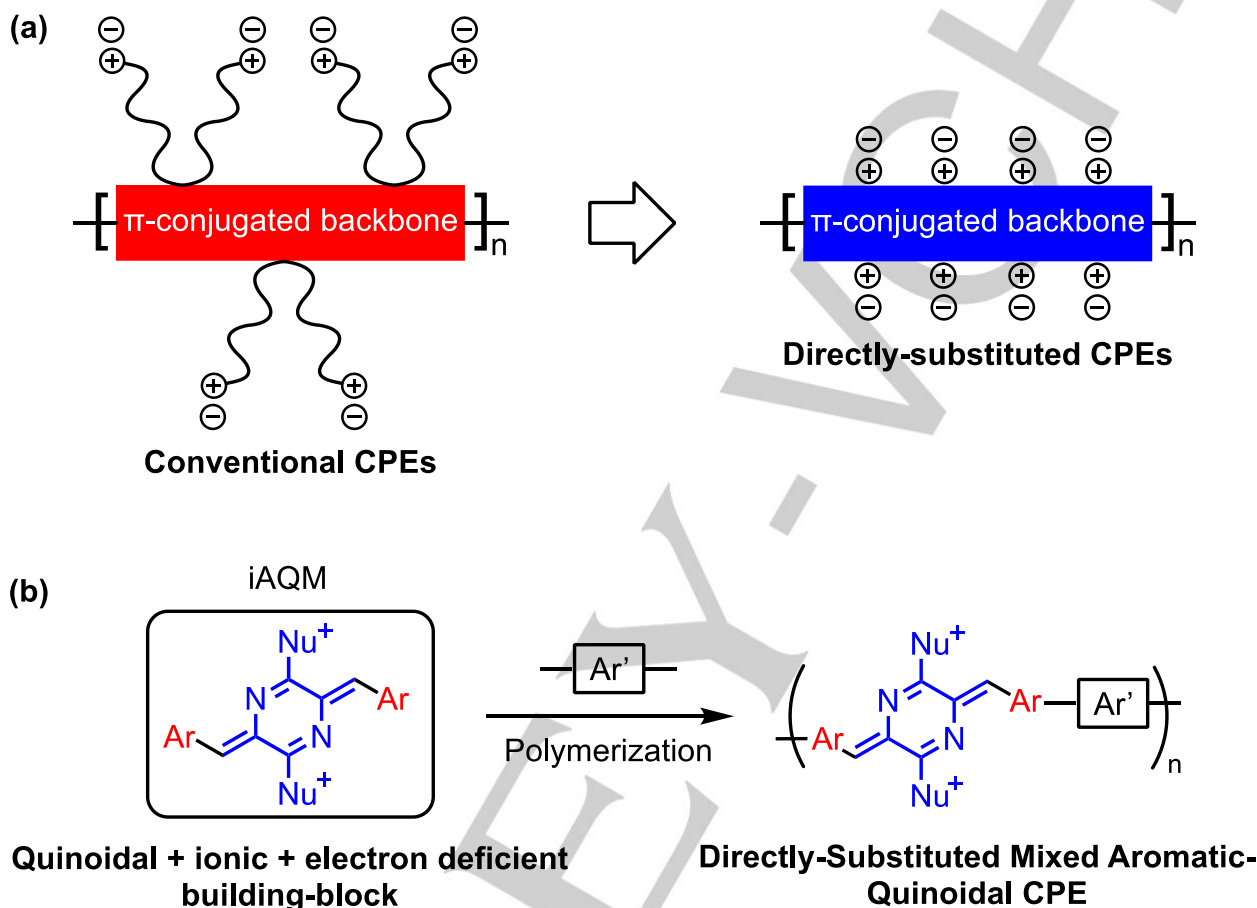 (a)
π-conjugated backbone
n
π-conjugated backbone
n
Directly-substituted CPEs
Conventional CPEs
(b)
iAQM
Nu+
N
Ar
Ar
N
Nu+
Ar'
Polymerization
Nu+
N
Ar
Ar
N
Nu+
Ar'
n
Quinoidal + ionic + electron deficient
building-block
Directly-Substituted Mixed Aromatic-
Quinoidal CPE